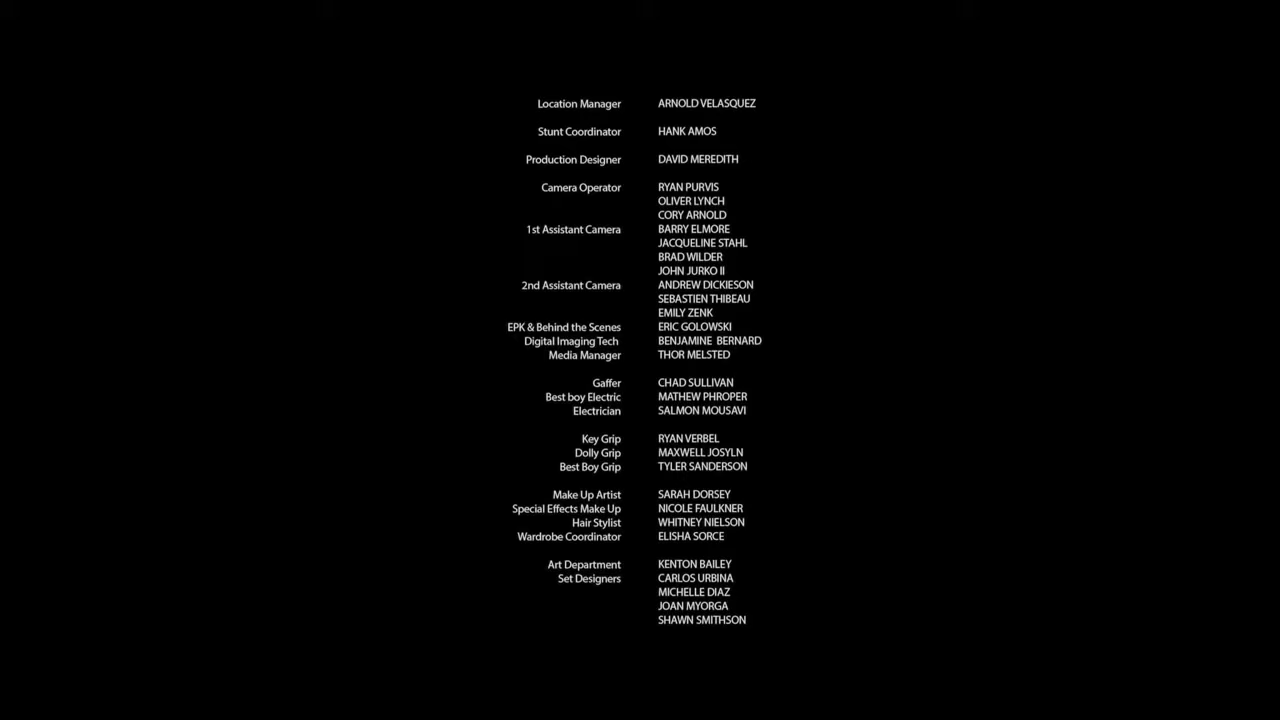 Location Manager ARNOLD VELASQUEZ
Stunt Coordinator HANK AMOS
Production Designer DAVID MEREDITH
Camera Operator RYAN PURVIS
OLIVER LYNCH
CORY ARNOLD
1st Assistant Camera BARRY ELMORE
JACQUELINE STAHL
BRAD WILDER
JOHN JURKO II
2nd Assistant Camera ANDREW DICKIESON
SEBASTIEN THIBEAU
EMILY ZENK
EPK & Behind the Scenes ERIC GOLOWSKI
Digital Imaging Tech BENJAMINE BERNARD
Media Manager THOR MELSTED
Gaffer CHAD SULLIVAN
Best boy Electric MATHEW PHROPER
Electrician SALMON MOUSAVI
Key Grip RYAN VERBEL
Dolly Grip MAXWELL JOSYLN
Best Boy Grip TYLER SANDERSON
Make Up Artist SARAH DORSEY
Special Effects Make Up NICOLE FAULKNER
Hair Stylist WHITNEY NIELSON
Wardrobe Coordinator ELISHA SORCE
Art Department KENTON BAILEY
Set Designers CARLOS URBINA
MICHELLE DIAZ
JOAN MYORGA
SHAWN SMITHSON